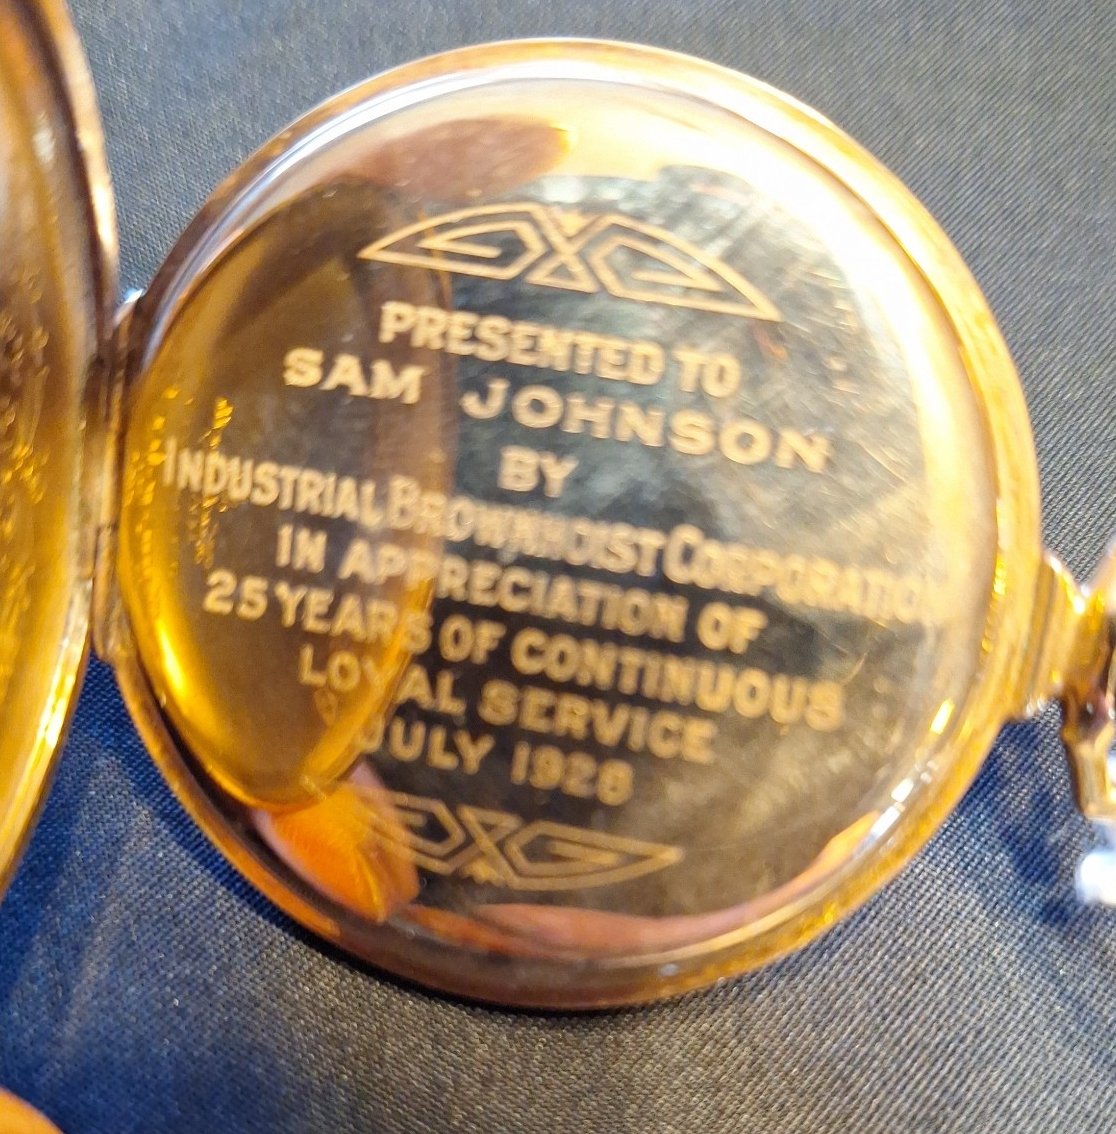 PRESENTED TO
SAM JOHNSON
BY
INDUSTRIAL BROWNHOIST CORPORATION
IN APPRECIATION OF
25 YEARS OF CONTINUOUS
LOYAL SERVICE
JULY 1928